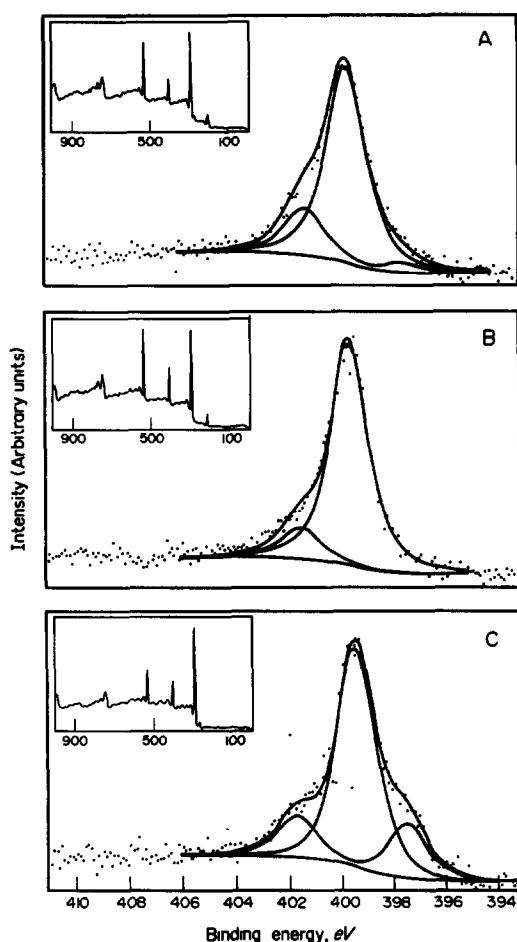 A
900 500 100
B
900 500 100
C
900 500 100
Intensity (Arbitrary units)
410 408 406 404 402 400 398 396 394
Binding energy, eV